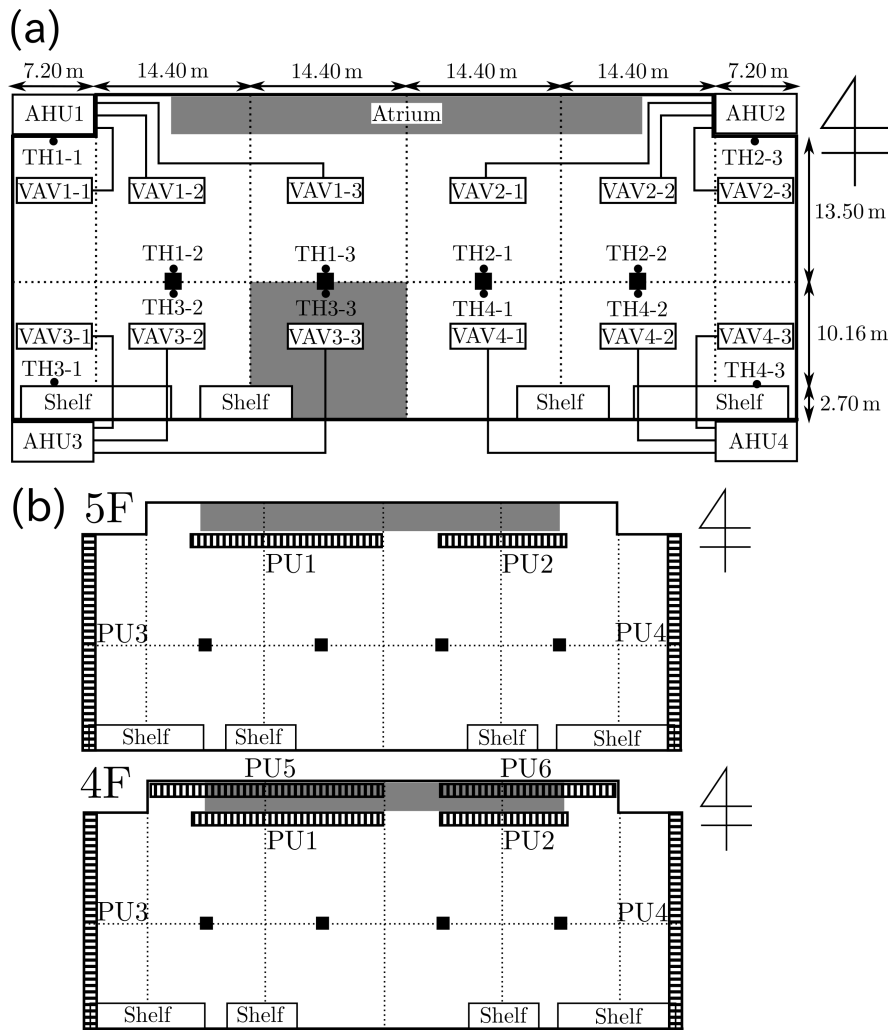 (a)
7.20 m 14.40 m 14.40 m 14.40 m 14.40 m 7.20 m
AHU1 Atrium AHU2
TH1-1 TH2-3
VAV1-1 VAV1-2 VAV1-3 VAV2-1 VAV2-2 VAV2-3
13.50 m
TH1-2 TH1-3 TH2-1 TH2-2
TH3-2 TH3-3 TH4-1 TH4-2
VAV3-1 VAV3-2 VAV3-3 VAV4-1 VAV4-2 VAV4-3
10.16 m
TH3-1 TH4-3
Shelf Shelf Shelf Shelf
2.70 m
AHU3 AHU4
(b) 5F
PU1 PU2
PU3 PU4
Shelf Shelf Shelf Shelf
4F PU5 PU6
PU1 PU2
PU3 PU4
Shelf Shelf Shelf Shelf